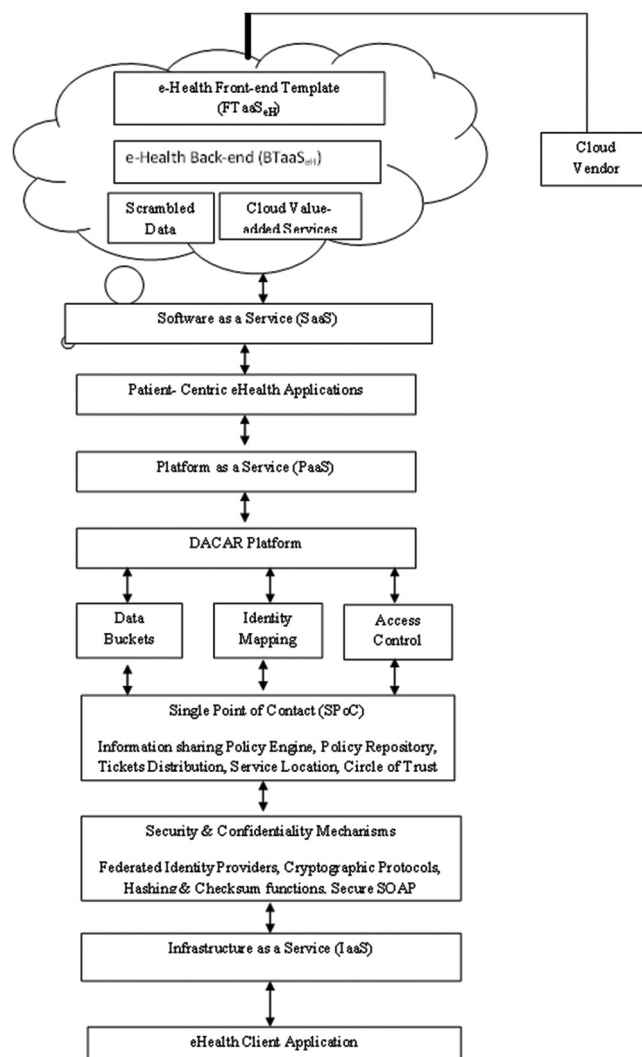 e-Health Front-end Template
(FTaaSeH)
e-Health Back-end (BTaaSeH)
Cloud
Vendor
Scrambled
Data
Cloud Value-
added Services
Software as a Service (SaaS)
Patient- Centric eHealth Applications
Platform as a Service (PaaS)
DACAR Platform
Data
Buckets
Identity
Mapping
Access
Control
Single Point of Contact (SPoC)
Information sharing Policy Engine, Policy Repository,
Tickets Distribution, Service Location, Circle of Trust
Security & Confidentiality Mechanisms
Federated Identity Providers, Cryptographic Protocols,
Hashing & Checksum functions. Secure SOAP
Infrastructure as a Service (IaaS)
eHealth Client Application